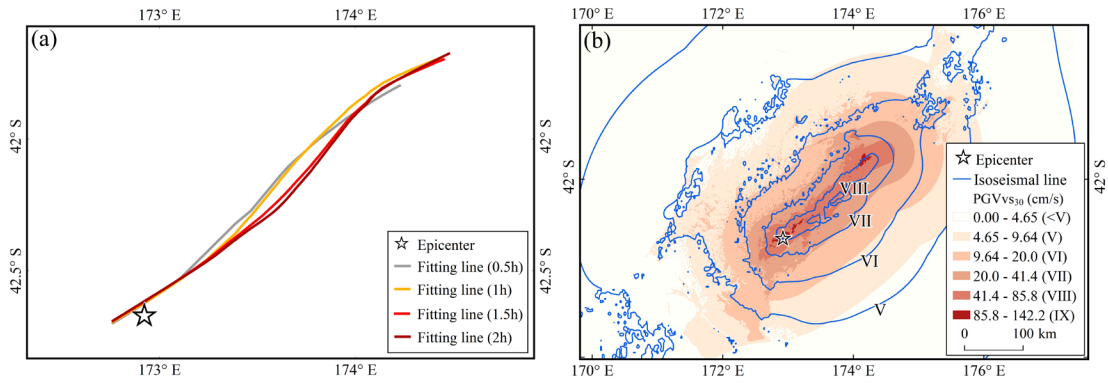 173° E 174° E
(a)
42° S
42.5° S
42° S
42.5° S
Epicenter
Fitting line (0.5h)
Fitting line (1h)
Fitting line (1.5h)
Fitting line (2h)
173° E 174° E
170° E 172° E 174° E 176° E
(b)
42° S
42° S
VIII
VII
VI
V
Epicenter
Isoseismal line
PGVvs30 (cm/s)
0.00 - 4.65 (<V)
4.65 - 9.64 (V)
9.64 - 20.0 (VI)
20.0 - 41.4 (VII)
41.4 - 85.8 (VIII)
85.8 - 142.2 (IX)
0 100 km
170° E 172° E 174° E 176° E